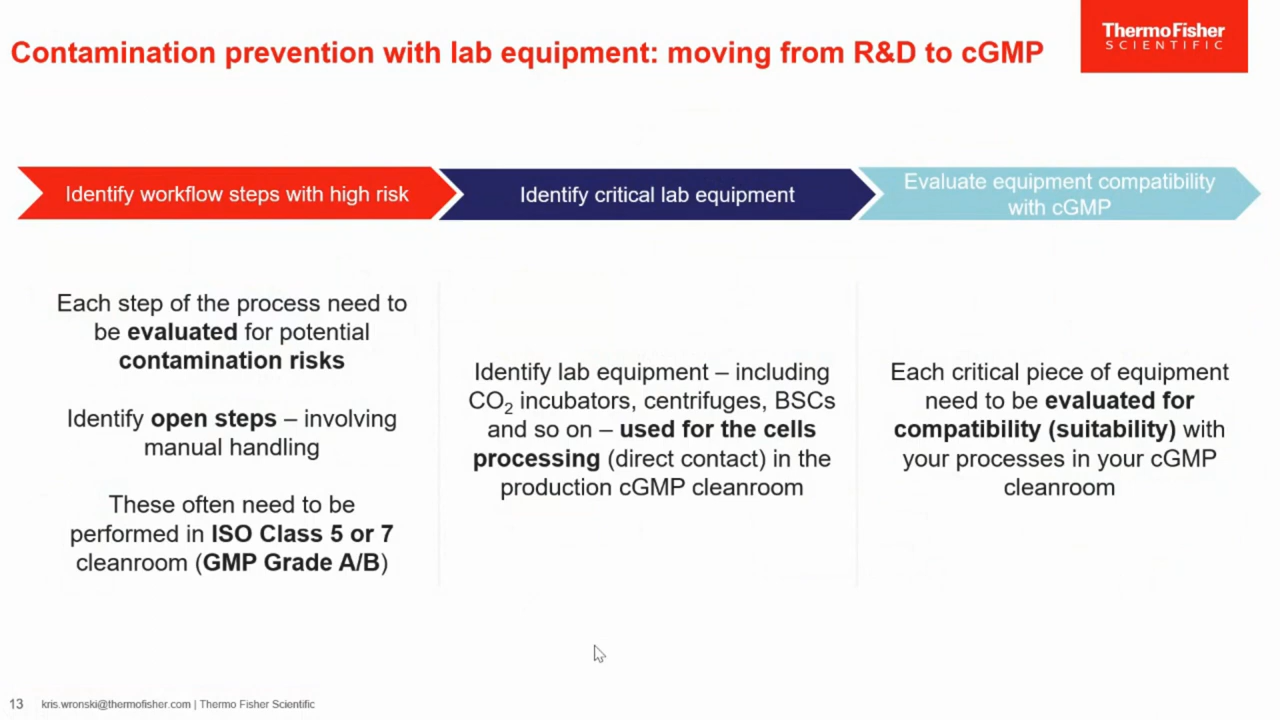 Contamination prevention with lab equipment: moving from R&D to cGMP
ThermoFisher
SCIENTIFIC
Identify workflow steps with high risk
Identify critical lab equipment
Evaluate equipment compatibility
with cGMP
Each step of the process need to
be evaluated for potential
contamination risks
Identify open steps – involving
manual handling
These often need to be
performed in ISO Class 5 or 7
cleanroom (GMP Grade A/B)
Identify lab equipment – including
CO₂ incubators, centrifuges, BSCs
and so on – used for the cells
processing (direct contact) in the
production cGMP cleanroom
Each critical piece of equipment
need to be evaluated for
compatibility (suitability) with
your processes in your cGMP
cleanroom
13 kris.wronski@thermofisher.com | Thermo Fisher Scientific